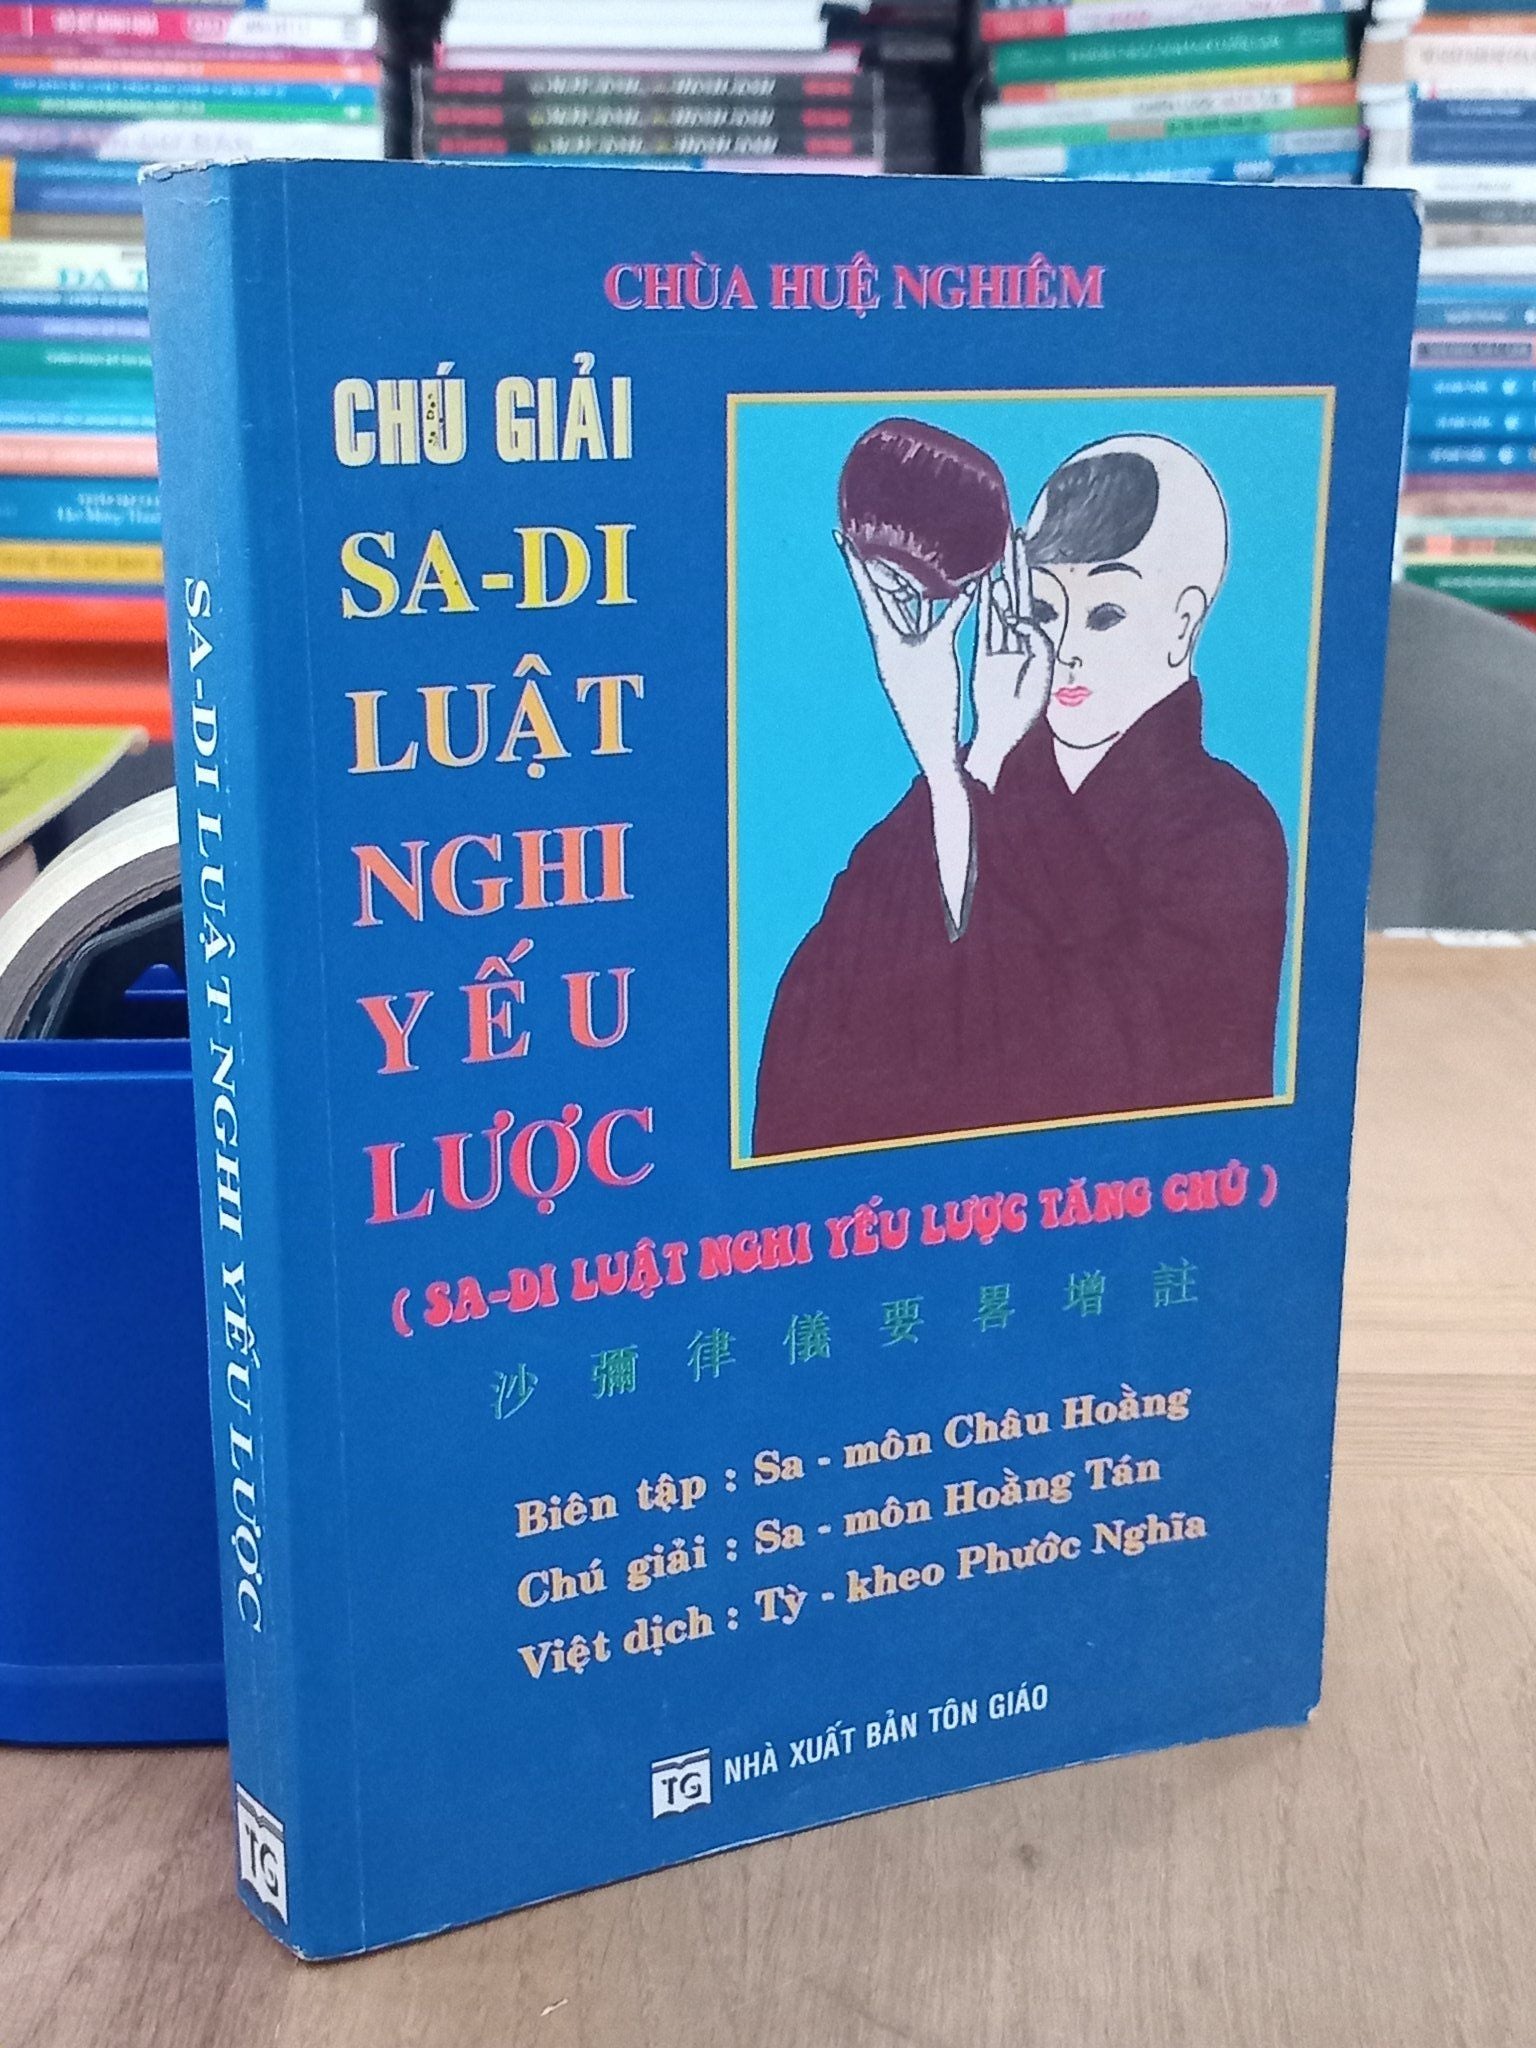 CHÙA HUỆ NGHIÊM
CHÚ GIẢI
SA-DI
LUẬT
NGHI
YẾU
LƯỢC
( SA-DI LUẬT NGHI YẾU LƯỢC TĂNG CHÚ )
沙彌律儀要畧增註
Biên tập : Sa - môn Châu Hoằng
Chú giải : Sa - môn Hoằng Tán
Việt dịch : Tỳ - kheo Phước Nghĩa
TG NHÀ XUẤT BẢN TÔN GIÁO
SA-DI LUẬT NGHI YẾU LƯỢC
TG